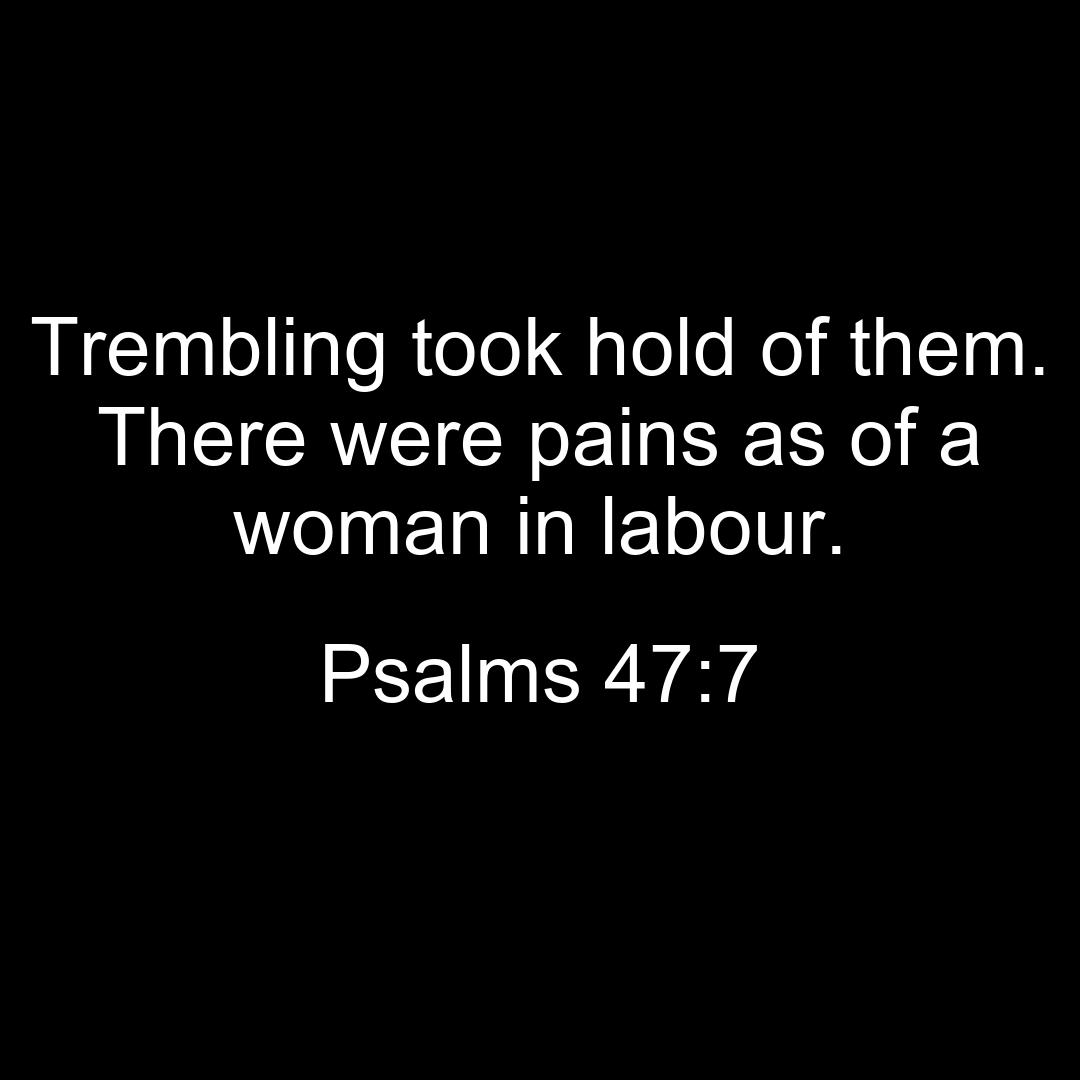 Trembling took hold of them.
There were pains as of a
woman in labour.
Psalms 47:7